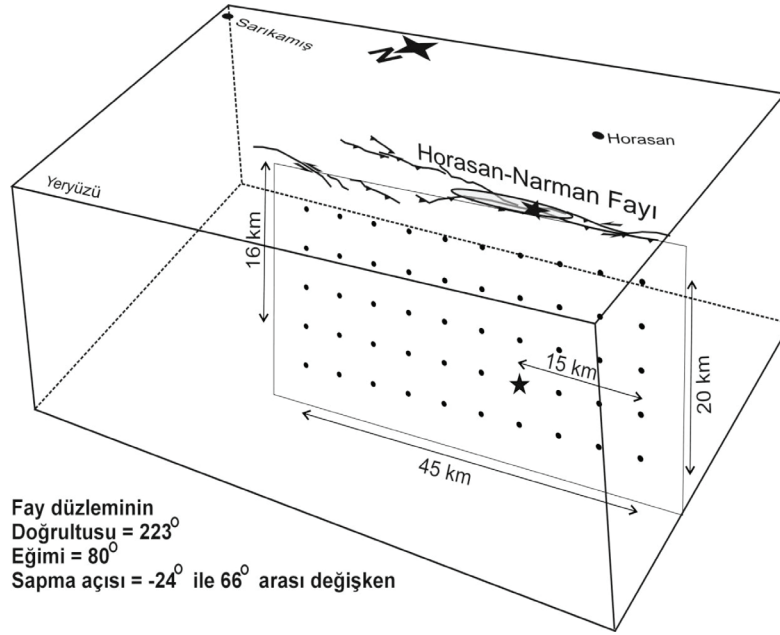 Sarıkamış
N
Horasan
Horasan-Narman Fayı
Yeryüzü
16 km
15 km
20 km
45 km
Fay düzleminin
Doğrultusu = 223°
Eğimi = 80°
Sapma açısı = -24° ile 66° arası değişken